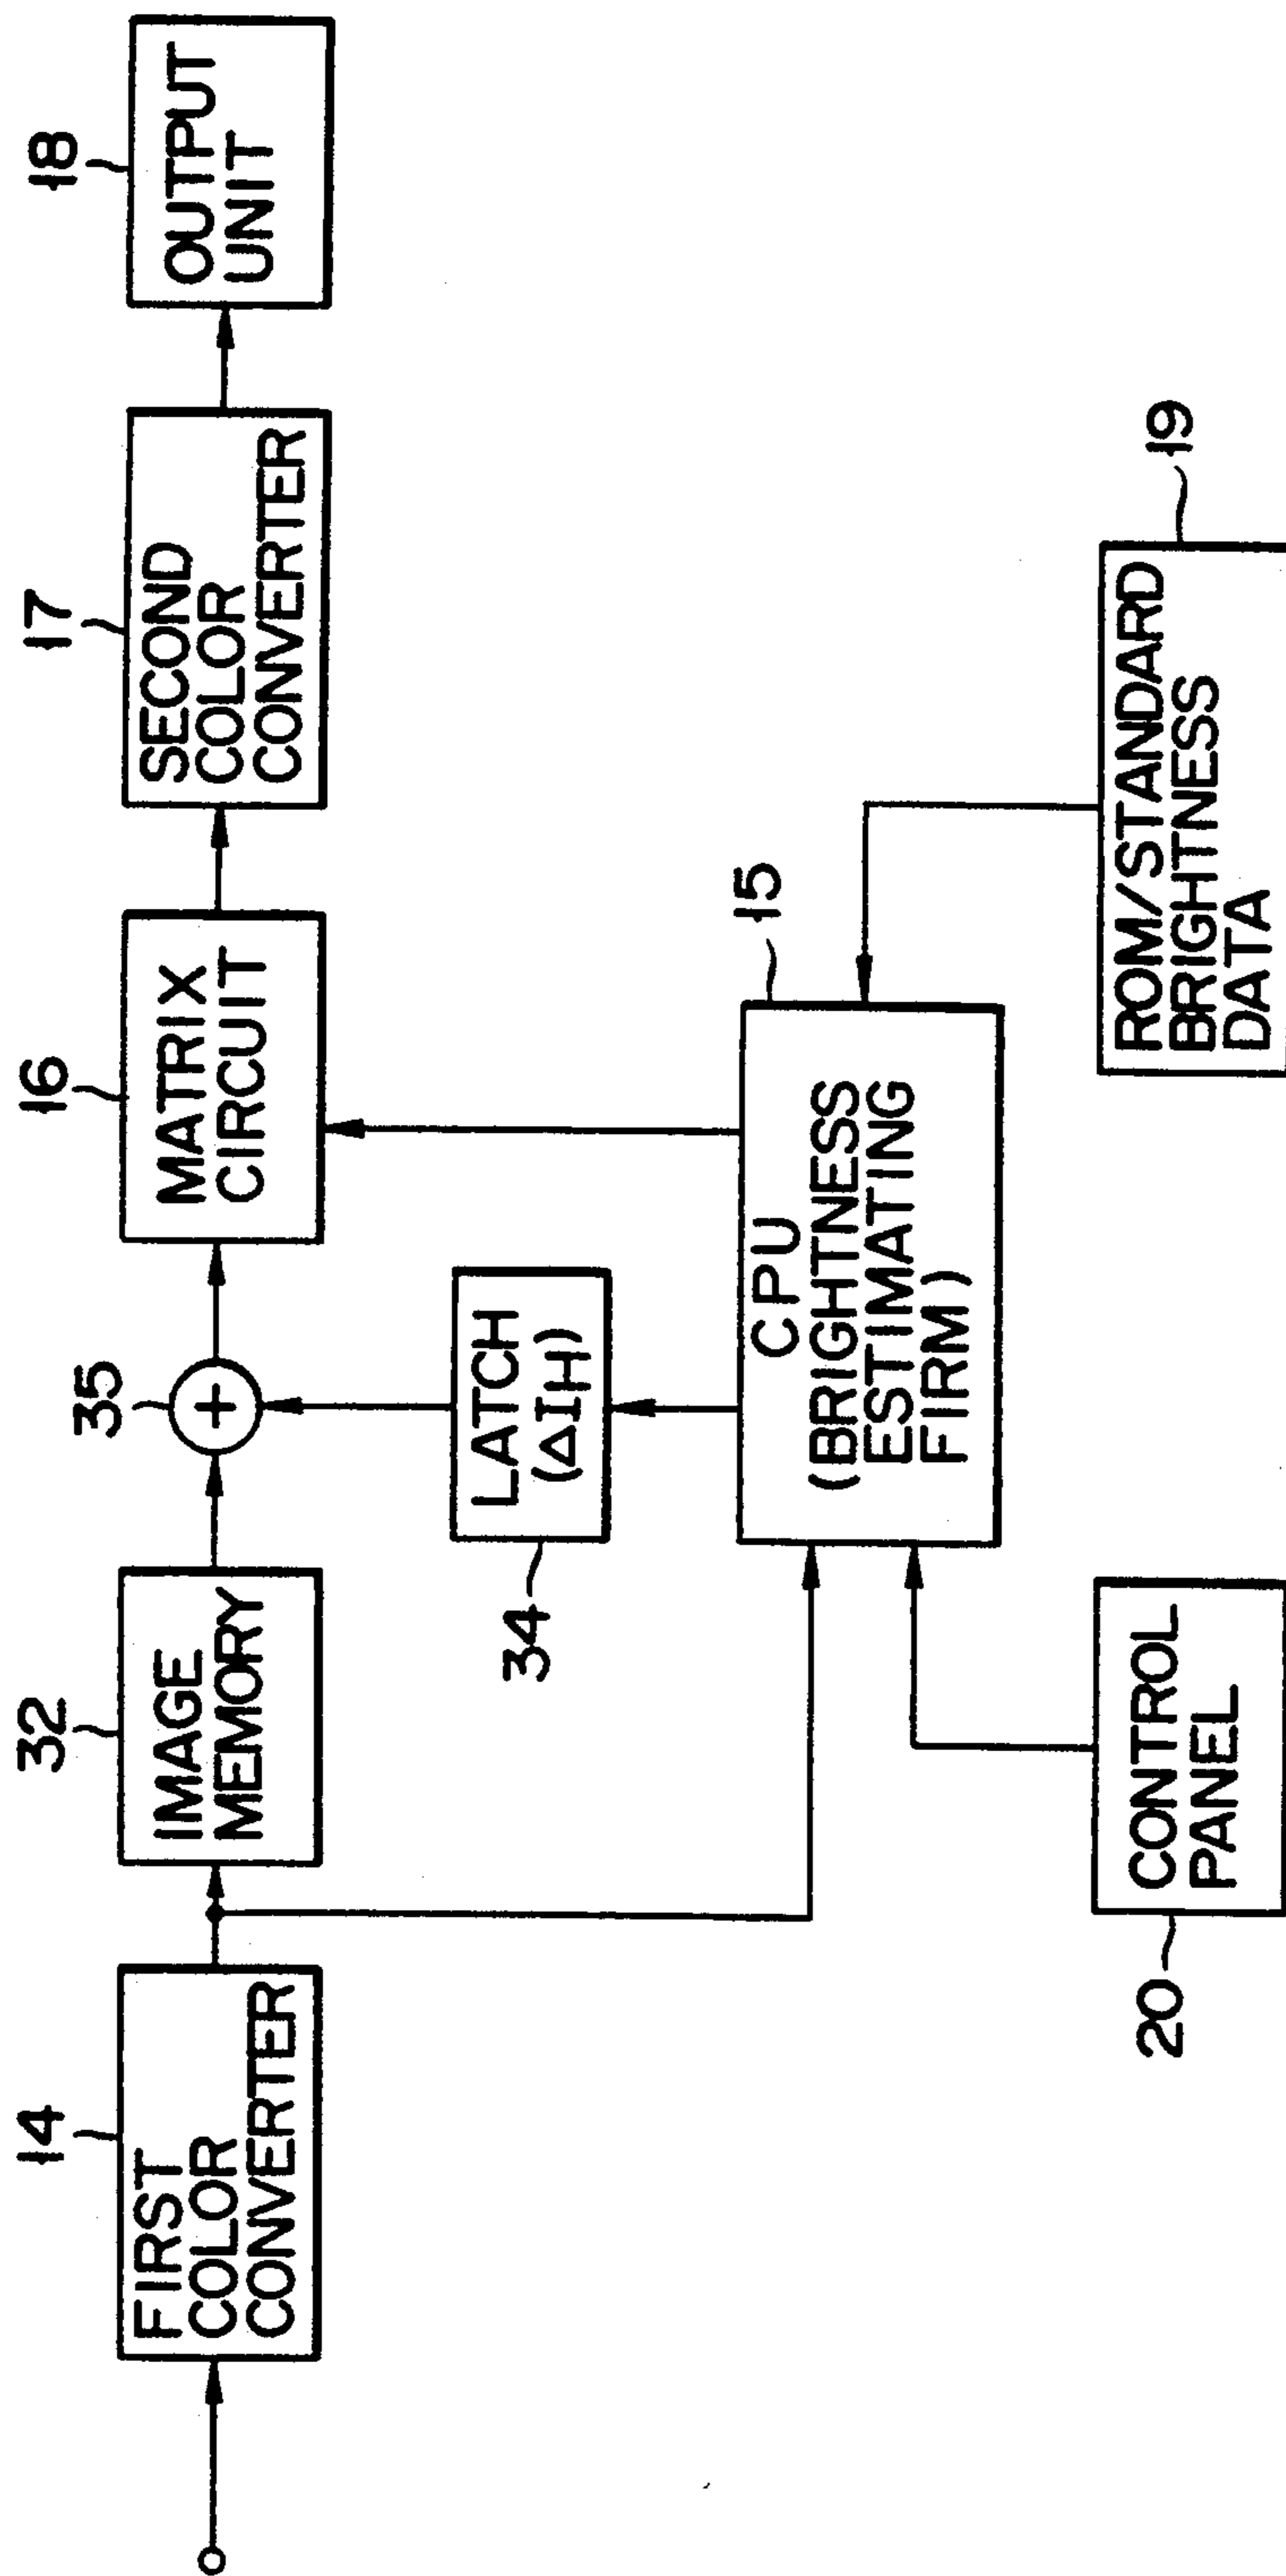 14
FIRST
COLOR
CONVERTER
32
IMAGE
MEMORY
35
+
16
MATRIX
CIRCUIT
17
SECOND
COLOR
CONVERTER
18
OUTPUT
UNIT
34
LATCH
(ΔIH)
15
CPU
(BRIGHTNESS
ESTIMATING
FIRM)
20
CONTROL
PANEL
19
ROM/STANDARD
BRIGHTNESS
DATA